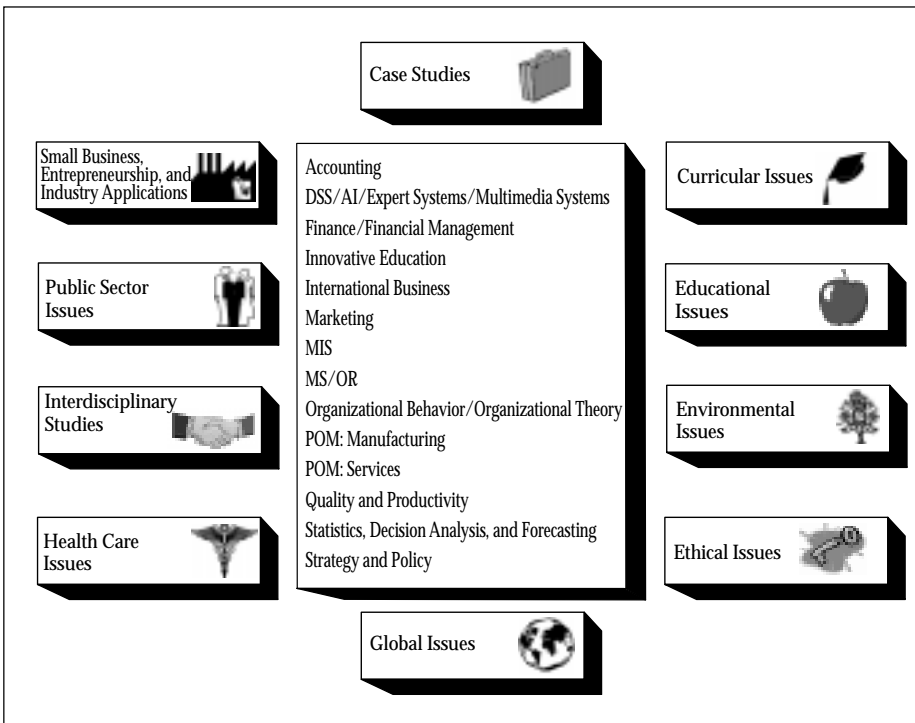 Case Studies
Small Business,
Entrepreneurship, and
Industry Applications
Public Sector
Issues
Interdisciplinary
Studies
Health Care
Issues
Accounting
DSS/AI/Expert Systems/Multimedia Systems
Finance/Financial Management
Innovative Education
International Business
Marketing
MIS
MS/OR
Organizational Behavior/Organizational Theory
POM: Manufacturing
POM: Services
Quality and Productivity
Statistics, Decision Analysis, and Forecasting
Strategy and Policy
Curricular Issues
Educational
Issues
Environmental
Issues
Ethical Issues
Global Issues